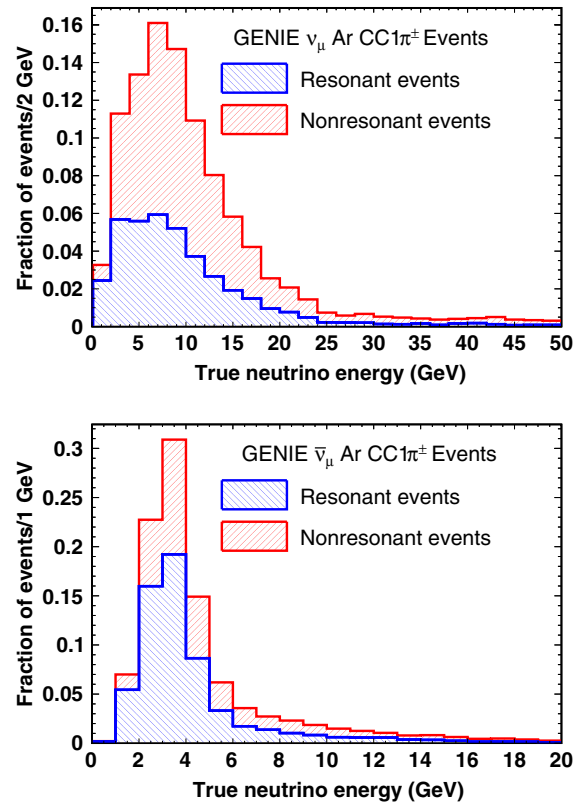 GENIE ν_μ Ar CC1π± Events
Resonant events
Nonresonant events
Fraction of events/2 GeV
0.16
0.14
0.12
0.1
0.08
0.06
0.04
0.02
0
0 5 10 15 20 25 30 35 40 45 50
True neutrino energy (GeV)
GENIE ν̅_μ Ar CC1π± Events
Resonant events
Nonresonant events
Fraction of events/1 GeV
0.3
0.25
0.2
0.15
0.1
0.05
0
0 2 4 6 8 10 12 14 16 18 20
True neutrino energy (GeV)